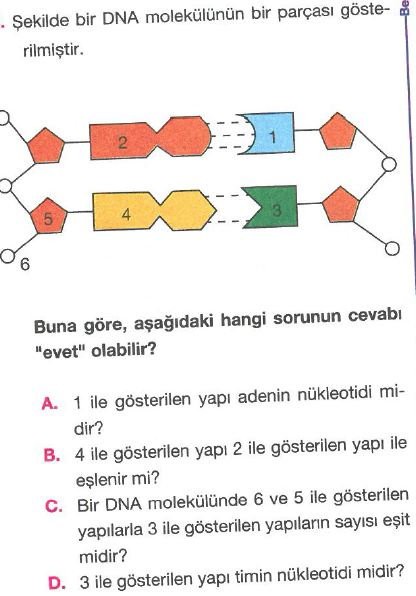 . Şekilde bir DNA molekülünün bir parçası göste-
rilmiştir.
Be
2
1
5
4
3
6
Buna göre, aşağıdaki hangi sorunun cevabı
"evet" olabilir?
A. 1 ile gösterilen yapı adenin nükleotidi mi-
dir?
B. 4 ile gösterilen yapı 2 ile gösterilen yapı ile
eşlenir mi?
C. Bir DNA molekülünde 6 ve 5 ile gösterilen
yapılarla 3 ile gösterilen yapıların sayısı eşit
midir?
D. 3 ile gösterilen yapı timin nükleotidi midir?